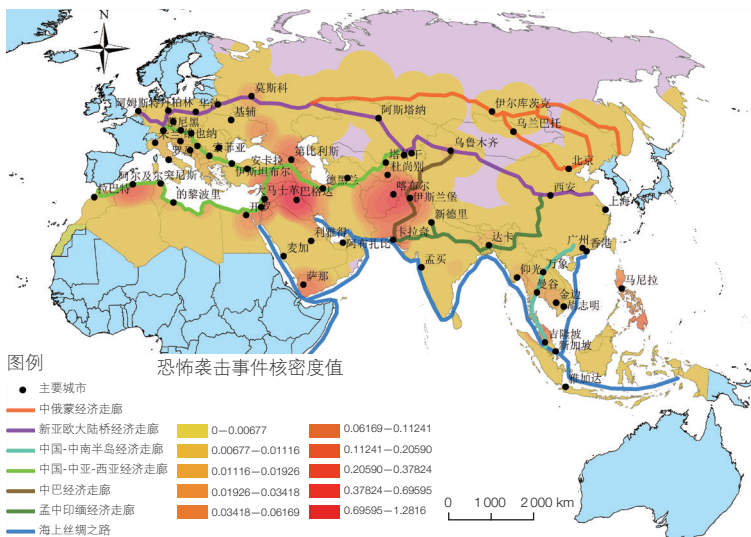 N
莫斯科
阿姆斯特丹
柏林
华沙
基辅
慕尼黑
米兰
维也纳
罗马
索菲亚
伊斯坦布尔
安卡拉
第比利斯
阿斯塔纳
伊尔库茨克
乌兰巴托
乌鲁木齐
北京
塔什干
杜尚别
德黑兰
喀布尔
伊斯兰堡
西安
上海
拉巴特
阿尔及尔
突尼斯
的黎波里
开罗
大马士革
巴格达
新德里
利雅得
阿布扎比
卡拉奇
达卡
广州
香港
麦加
孟买
仰光
万象
萨那
曼谷
金边
胡志明
马尼拉
吉隆坡
新加坡
雅加达
图例
恐怖袭击事件核密度值
主要城市
中俄蒙经济走廊
新亚欧大陆桥经济走廊
中国-中南半岛经济走廊
中国-中亚-西亚经济走廊
中巴经济走廊
孟中印缅经济走廊
海上丝绸之路
0—0.00677
0.00677—0.01116
0.01116—0.01926
0.01926—0.03418
0.03418—0.06169
0.06169—0.11241
0.11241—0.20590
0.20590—0.37824
0.37824—0.69595
0.69595—1.2816
0 1 000 2 000 km